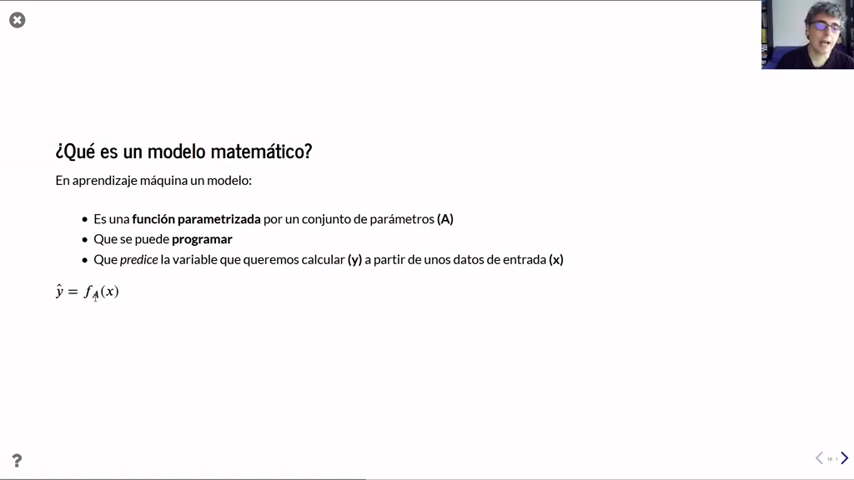 ¿Qué es un modelo matemático?
En aprendizaje máquina un modelo:
• Es una función parametrizada por un conjunto de parámetros (A)
• Que se puede programar
• Que predice la variable que queremos calcular (y) a partir de unos datos de entrada (x)
ŷ = f_A(x)
?